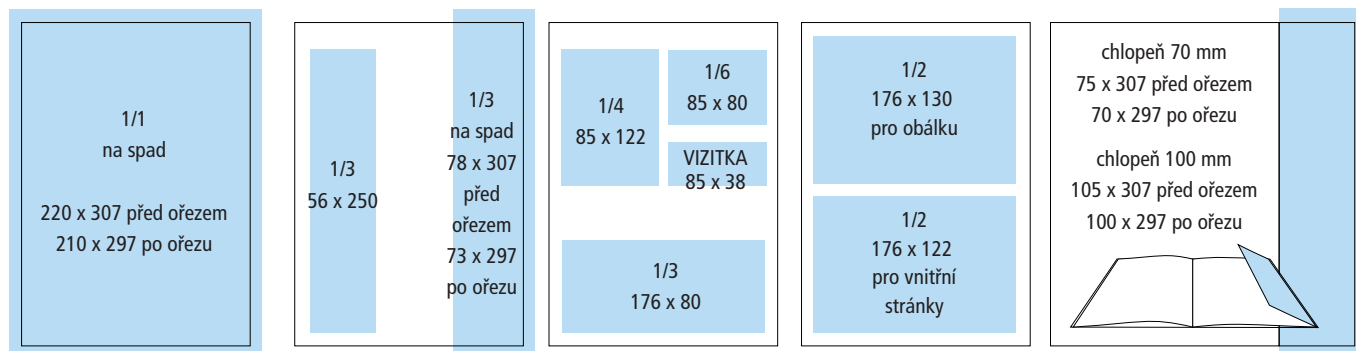 1/1
na spad
220 x 307 před ořezem
210 x 297 po ořezu
1/3
56 x 250
1/3
na spad
78 x 307
před
ořezem
73 x 297
po ořezu
1/4
85 x 122
1/6
85 x 80
VIZITKA
85 x 38
1/3
176 x 80
1/2
176 x 130
pro obálku
1/2
176 x 122
pro vnitřní
stránky
chlopeň 70 mm
75 x 307 před ořezem
70 x 297 po ořezu
chlopeň 100 mm
105 x 307 před ořezem
100 x 297 po ořezu